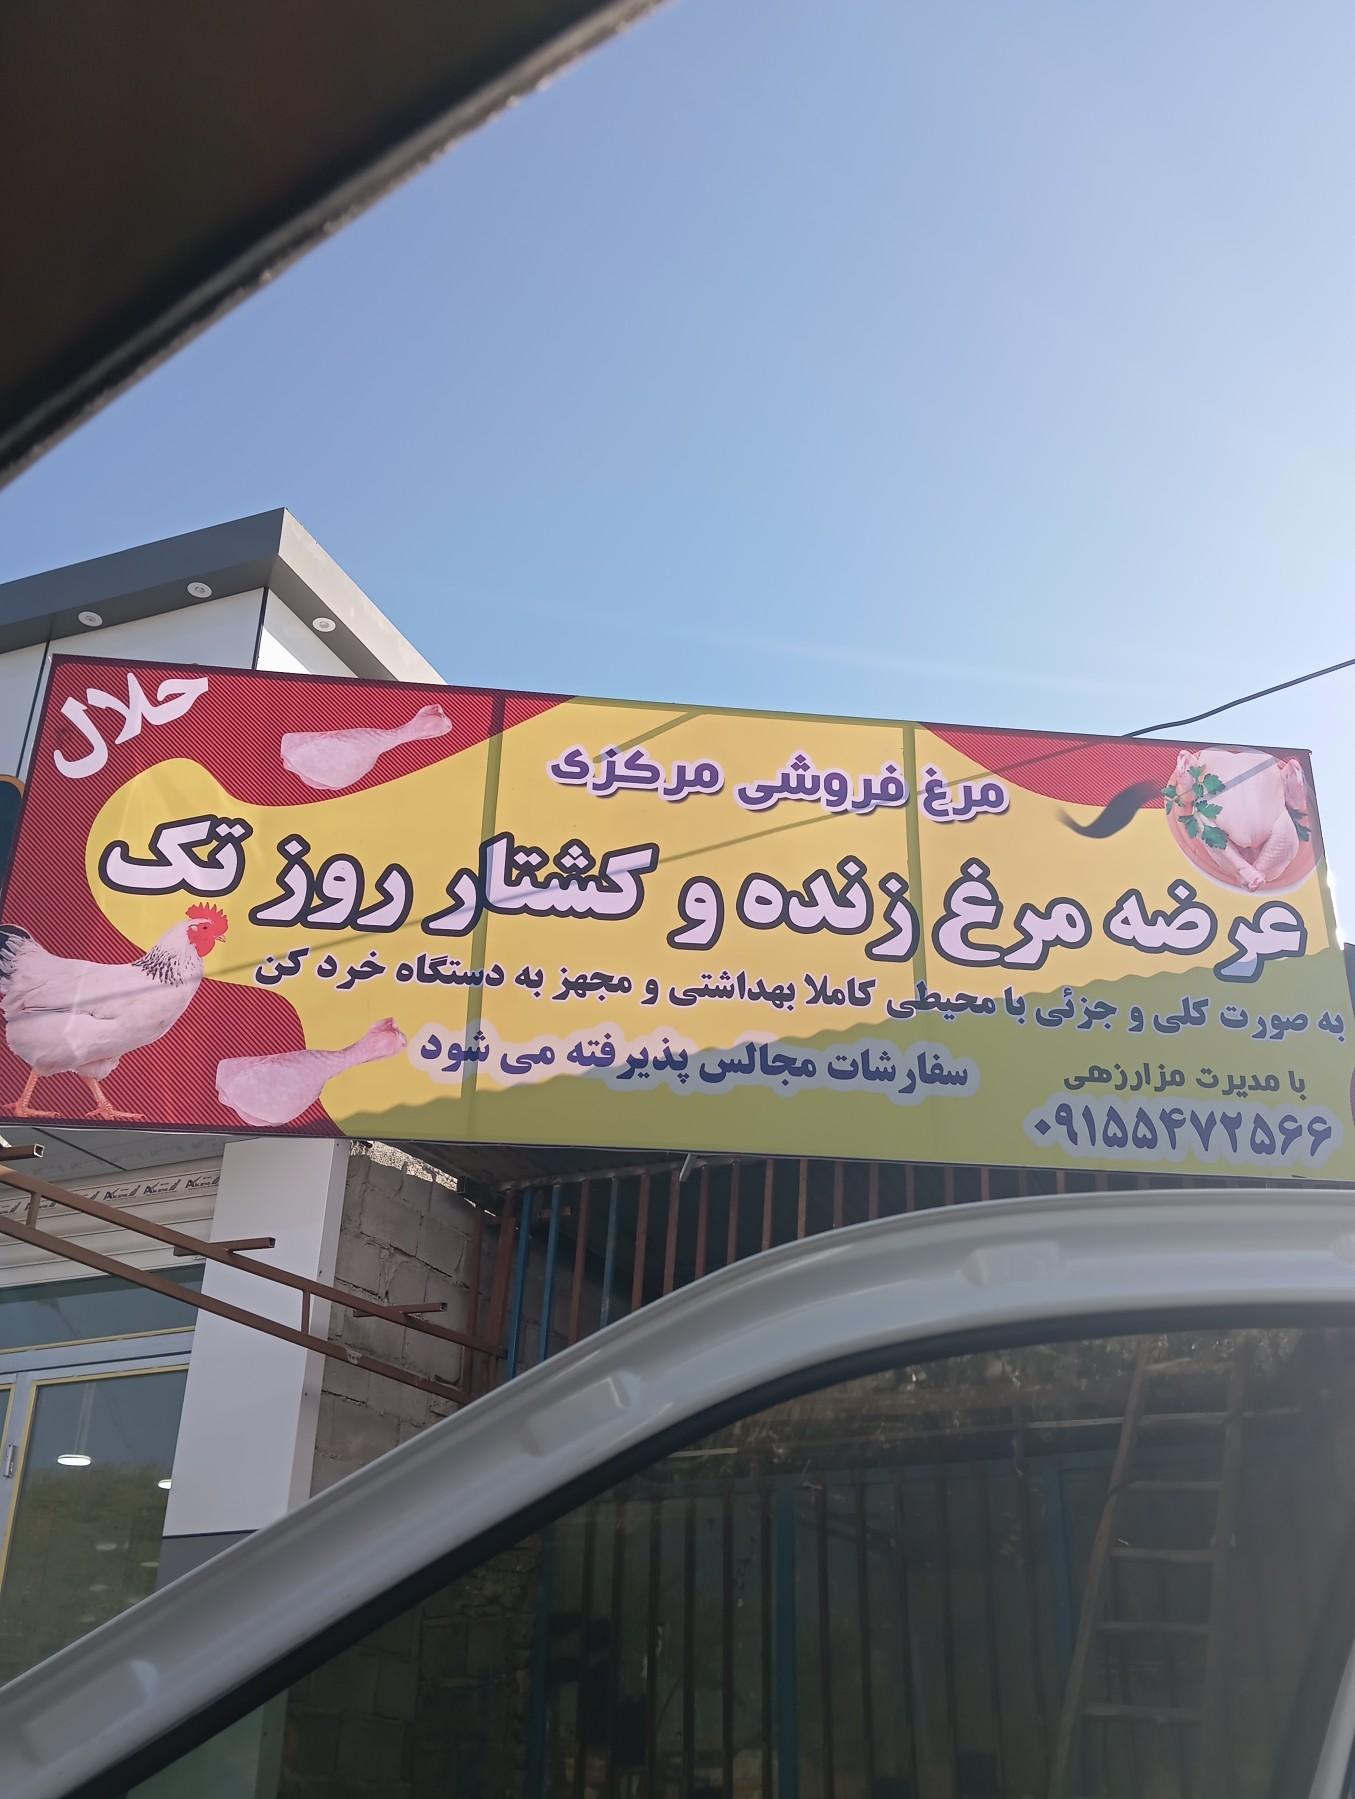 حلال
مرغ فروشی مرکزی
عرضه مرغ زنده و کشتار روز تک
به صورت کلی و جزئی با محیطی کاملا بهداشتی و مجهز به دستگاه خرد کن
سفارشات مجالس پذیرفته می شود
با مدیرت مزارزهی
۰۹۱۵۵۴۷۲۵۶۶